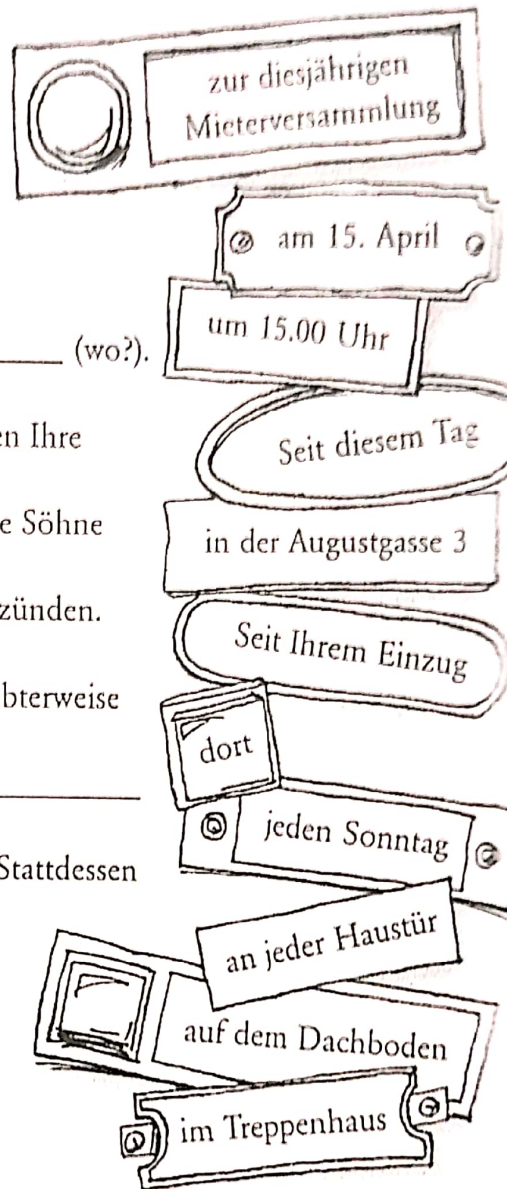 zur diesjährigen
Mieterversammlung
am 15. April
um 15.00 Uhr
(wo?).
en Ihre
Seit diesem Tag
e Söhne
in der Augustgasse 3
zünden.
Seit Ihrem Einzug
bterweise
dort
jeden Sonntag
Stattdessen
an jeder Haustür
auf dem Dachboden
im Treppenhaus